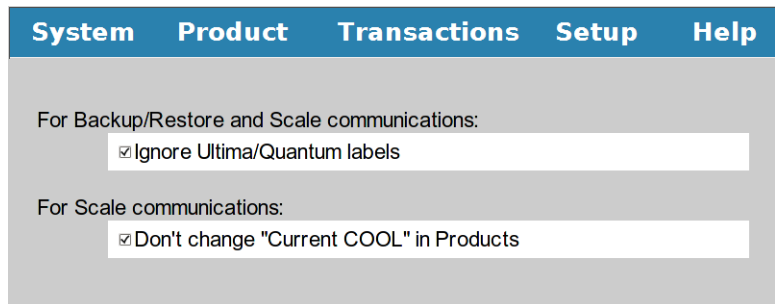 System Product Transactions Setup Help
For Backup/Restore and Scale communications:
Ignore Ultima/Quantum labels
For Scale communications:
Don't change "Current COOL" in Products